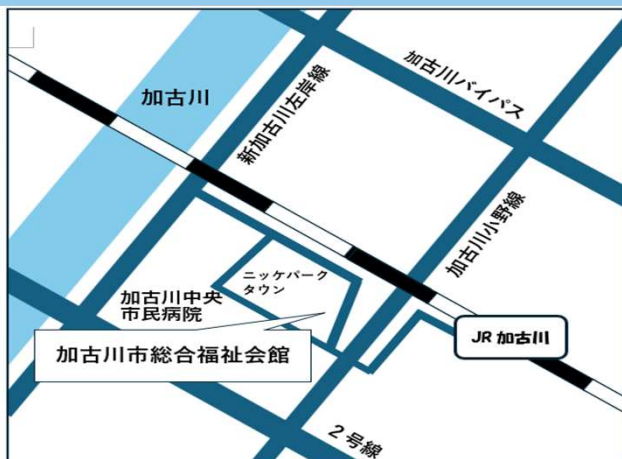 加古川バイパス
加古川
新加古川左岸線
加古川小野線
ニッケパーク
タウン
加古川中央
市民病院
JR 加古川
加古川市総合福祉会館
2号線